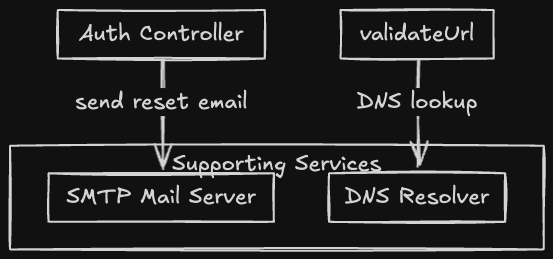 Auth Controller
validateUrl
send reset email
DNS lookup
Supporting Services
SMTP Mail Server
DNS Resolver